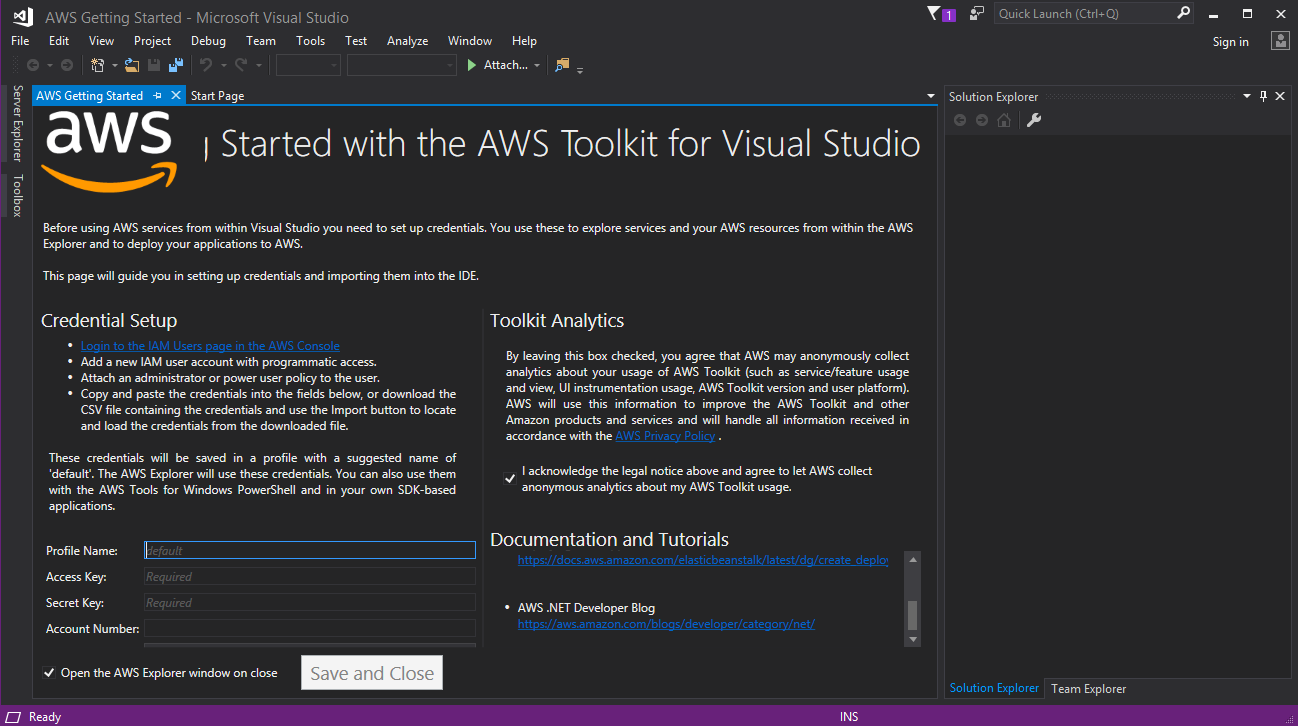 AWS Getting Started - Microsoft Visual Studio
1
Quick Launch (Ctrl+Q)
File Edit View Project Debug Team Tools Test Analyze Window Help
Sign in
Attach...
Server Explorer
Toolbox
AWS Getting Started
Start Page
aws
Started with the AWS Toolkit for Visual Studio
Before using AWS services from within Visual Studio you need to set up credentials. You use these to explore services and your AWS resources from within the AWS
Explorer and to deploy your applications to AWS.
This page will guide you in setting up credentials and importing them into the IDE.
Credential Setup
• Login to the IAM Users page in the AWS Console
• Add a new IAM user account with programmatic access.
• Attach an administrator or power user policy to the user.
• Copy and paste the credentials into the fields below, or download the
CSV file containing the credentials and use the Import button to locate
and load the credentials from the downloaded file.
These credentials will be saved in a profile with a suggested name of
'default'. The AWS Explorer will use these credentials. You can also use them
with the AWS Tools for Windows PowerShell and in your own SDK-based
applications.
Profile Name: default
Access Key: Required
Secret Key: Required
Account Number:
Open the AWS Explorer window on close
Save and Close
Toolkit Analytics
By leaving this box checked, you agree that AWS may anonymously collect
analytics about your usage of AWS Toolkit (such as service/feature usage
and view, UI instrumentation usage, AWS Toolkit version and user platform).
AWS will use this information to improve the AWS Toolkit and other
Amazon products and services and will handle all information received in
accordance with the AWS Privacy Policy .
I acknowledge the legal notice above and agree to let AWS collect
anonymous analytics about my AWS Toolkit usage.
Documentation and Tutorials
https://docs.aws.amazon.com/elasticbeanstalk/latest/dg/create_deploy
• AWS .NET Developer Blog
https://aws.amazon.com/blogs/developer/category/net/
Solution Explorer
Solution Explorer
Team Explorer
Ready
INS